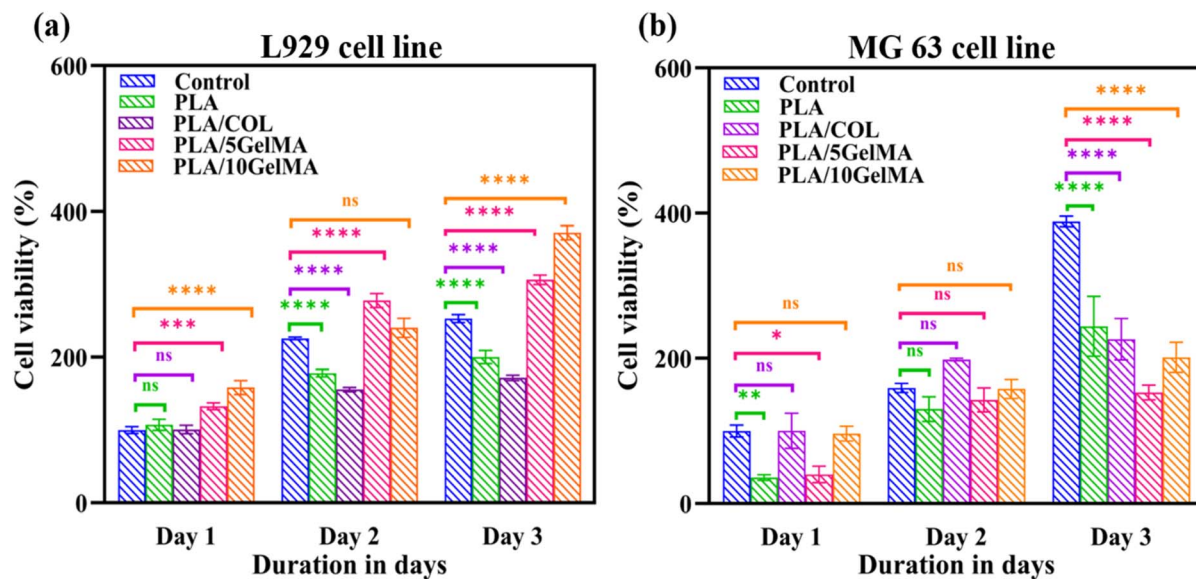 (a)
L929 cell line
600
400
200
0
Cell viability (%)
Control
PLA
PLA/COL
PLA/5GelMA
PLA/10GelMA
ns
ns
***
****
****
****
****
ns
****
****
****
****
Day 1
Day 2
Day 3
Duration in days
(b)
MG 63 cell line
600
400
200
0
Cell viability (%)
Control
PLA
PLA/COL
PLA/5GelMA
PLA/10GelMA
**
ns
*
ns
ns
ns
ns
ns
****
****
****
****
Day 1
Day 2
Day 3
Duration in days